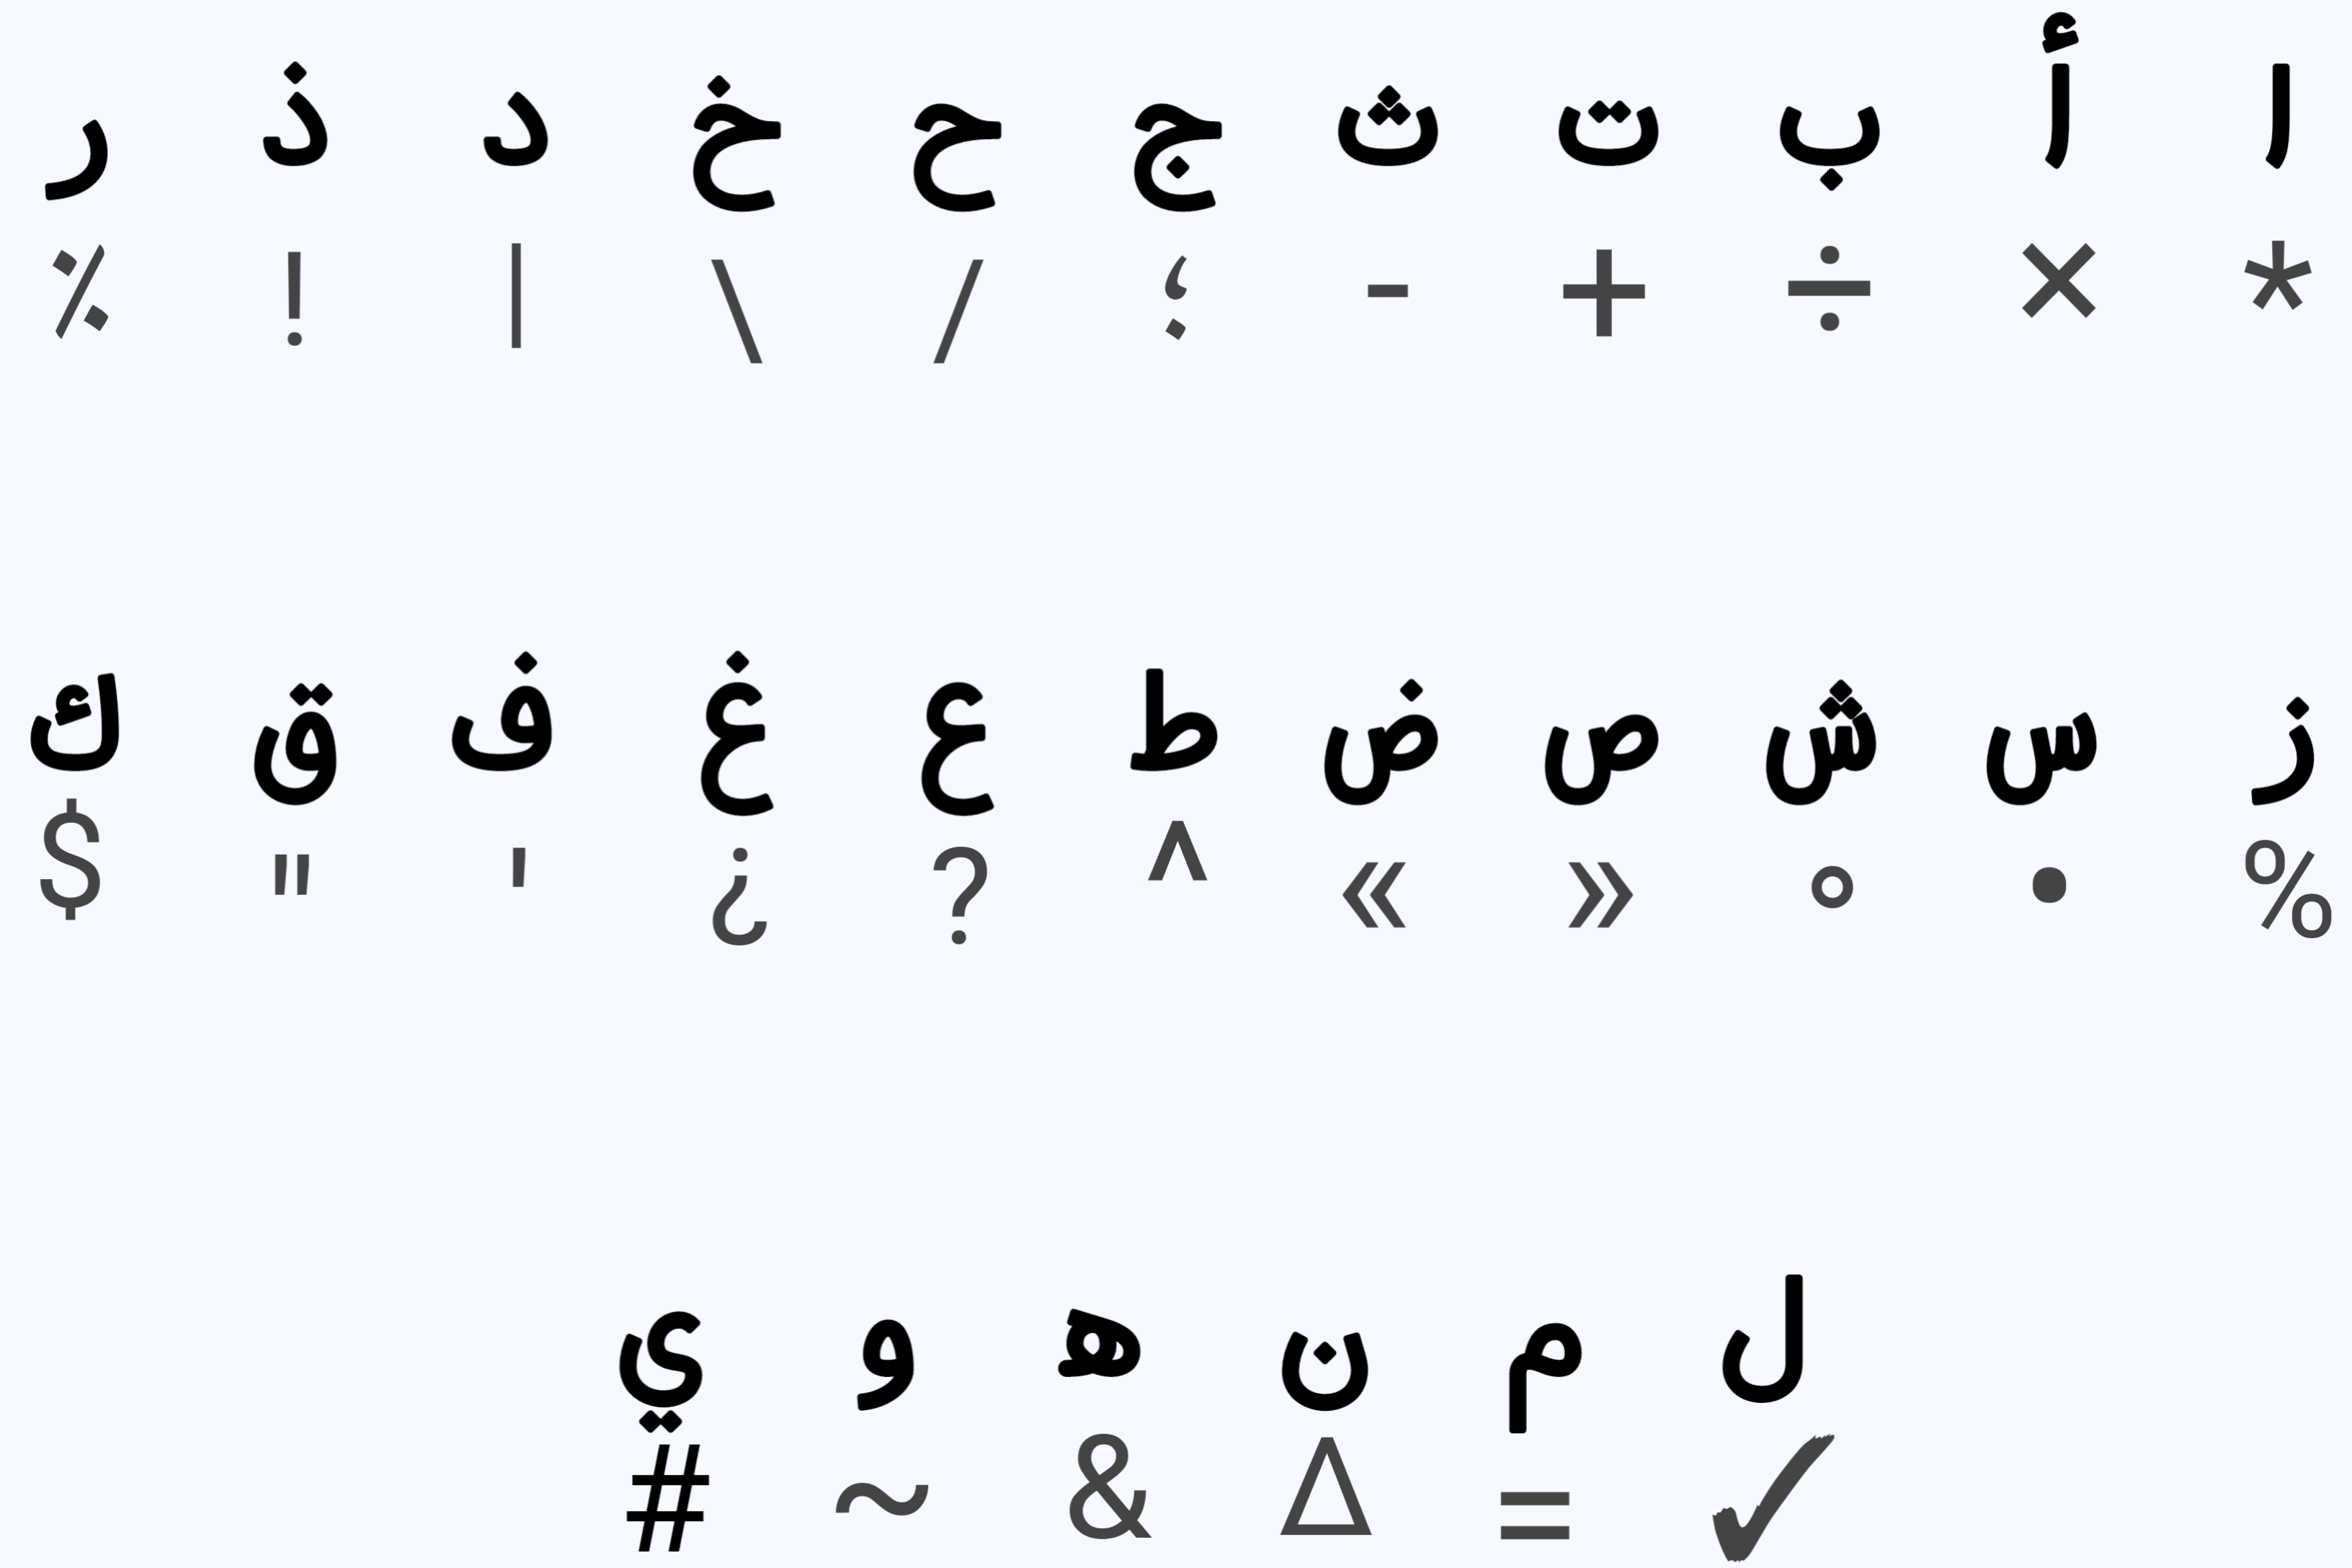 ا أ ب ت ث ج ح خ د ذ ر
* × ÷ + - ؛ / \ | ! ٪
ز س ش ص ض ط ع غ ف ق ك
% • ° » « ^ ? ¿ ' " $
ل م ن ه و ي
✓ = Δ & ~ #